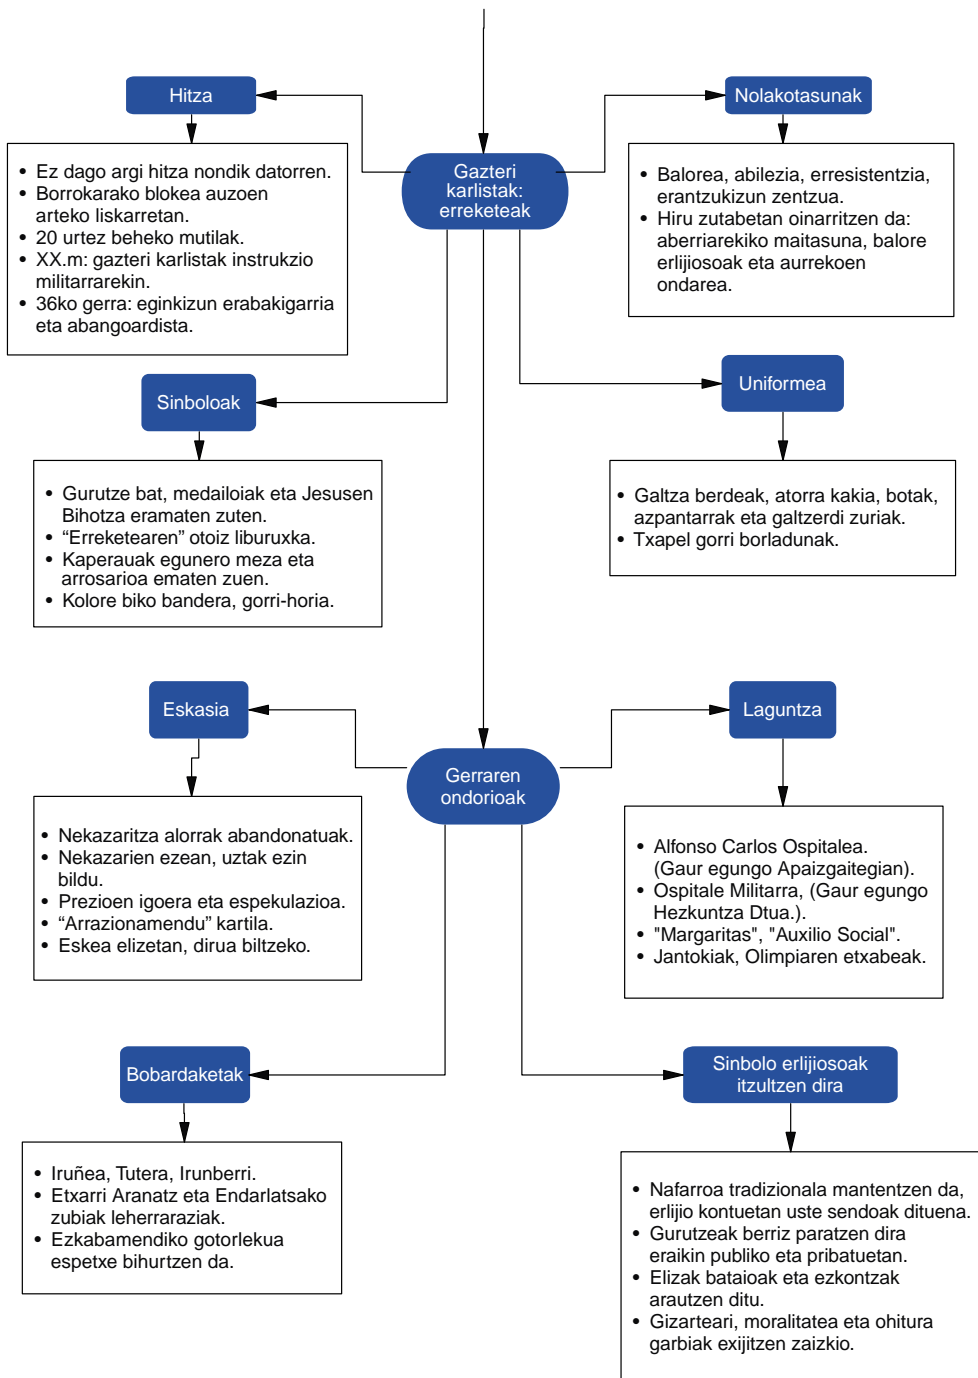 Hitza
Nolakotasunak
Gazteri
karlistak:
erreketeak
• Ez dago argi hitza nondik datorren.
• Borrokarako blokea auzoen
arteko liskarretan.
• 20 urtez beheko mutilak.
• XX.m: gazteri karlistak instrukzio
militarrarekin.
• 36ko gerra: eginkizun erabakigarria
eta abangoardista.
• Balorea, abilezia, erresistentzia,
erantzukizun zentzua.
• Hiru zutabetan oinarritzen da:
aberriarekiko maitasuna, balore
erlijiosoak eta aurrekoen
ondarea.
Sinboloak
Uniformea
• Gurutze bat, medailoiak eta Jesusen
Bihotza eramaten zuten.
• “Erreketearen” otoiz liburuxka.
• Kaperauak egunero meza eta
arrosarioa ematen zuen.
• Kolore biko bandera, gorri-horia.
• Galtza berdeak, atorra kakia, botak,
azpantarrak eta galtzerdi zuriak.
• Txapel gorri borladunak.
Eskasia
Laguntza
Gerraren
ondorioak
• Nekazaritza alorrak abandonatuak.
• Nekazarien ezean, uztak ezin
bildu.
• Prezioen igoera eta espekulazioa.
• “Arrazionamendu” kartila.
• Eskea elizetan, dirua biltzeko.
• Alfonso Carlos Ospitalea.
(Gaur egungo Apaizgaitegian).
• Ospitale Militarra, (Gaur egungo
Hezkuntza Dtua.).
• "Margaritas", "Auxilio Social".
• Jantokiak, Olimpiaren etxabeak.
Bobardaketak
Sinbolo erlijiosoak
itzultzen dira
• Iruñea, Tutera, Irunberri.
• Etxarri Aranatz eta Endarlatsako
zubiak leherraraziak.
• Ezkabamendiko gotorlekua
espetxe bihurtzen da.
• Nafarroa tradizionala mantentzen da,
erlijio kontuetan uste sendoak dituena.
• Gurutzeak berriz paratzen dira
eraikin publiko eta pribatuetan.
• Elizak bataioak eta ezkontzak
arautzen ditu.
• Gizarteari, moralitatea eta ohitura
garbiak exijitzen zaizkio.